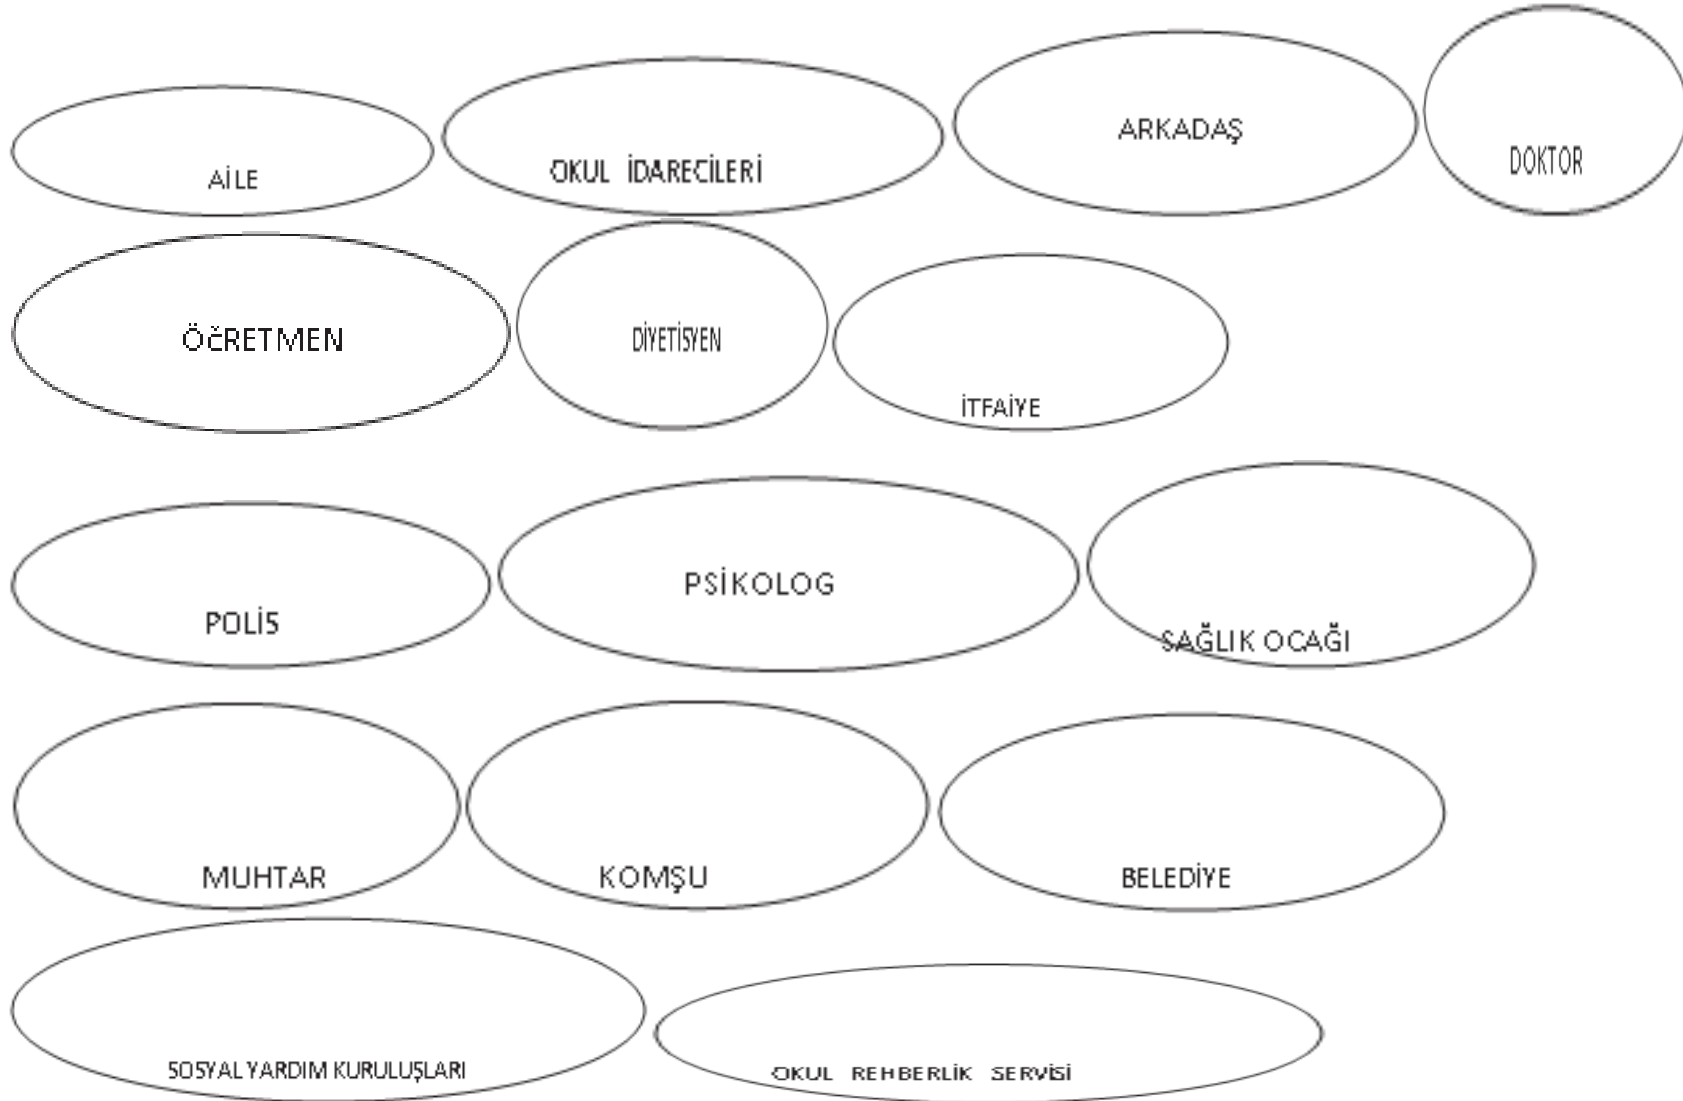 AİLE
OKUL İDARECİLERİ
ARKADAŞ
DOKTOR
ÖĞRETMEN
DİYETİSYEN
İTFAİYE
POLİS
PSİKOLOG
SAĞLIK OCAĞI
MUHTAR
KOMŞU
BELEDİYE
SOSYAL YARDIM KURULUŞLARI
OKUL REHBERLİK SERVİSİ